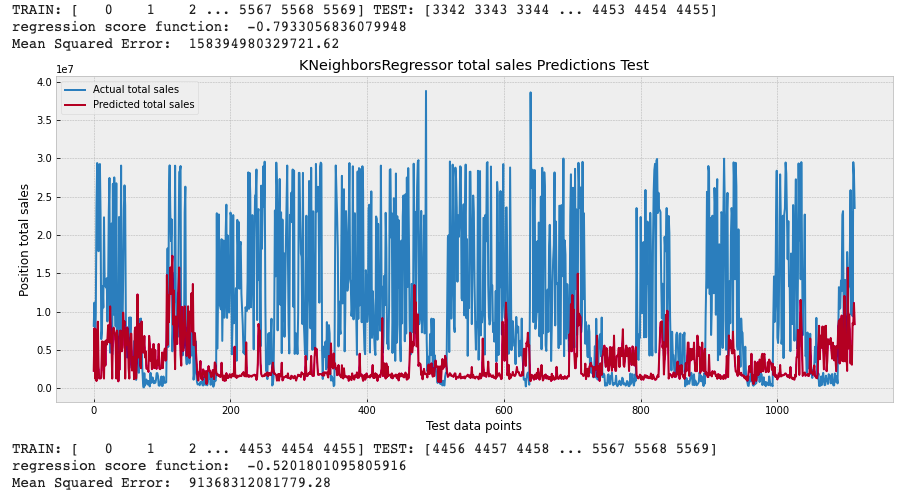 TRAIN: [   0    1    2 ... 5567 5568 5569] TEST: [3342 3343 3344 ... 4453 4454 4455]
regression score function:  -0.7933056836079948
Mean Squared Error:  158394980329721.62
KNeighborsRegressor total sales Predictions Test
1e7
Actual total sales
Predicted total sales
4.0
3.5
3.0
2.5
2.0
1.5
1.0
0.5
0.0
Position total sales
0 200 400 600 800 1000
Test data points
TRAIN: [   0    1    2 ... 4453 4454 4455] TEST: [4456 4457 4458 ... 5567 5568 5569]
regression score function:  -0.5201801095805916
Mean Squared Error:  91368312081779.28